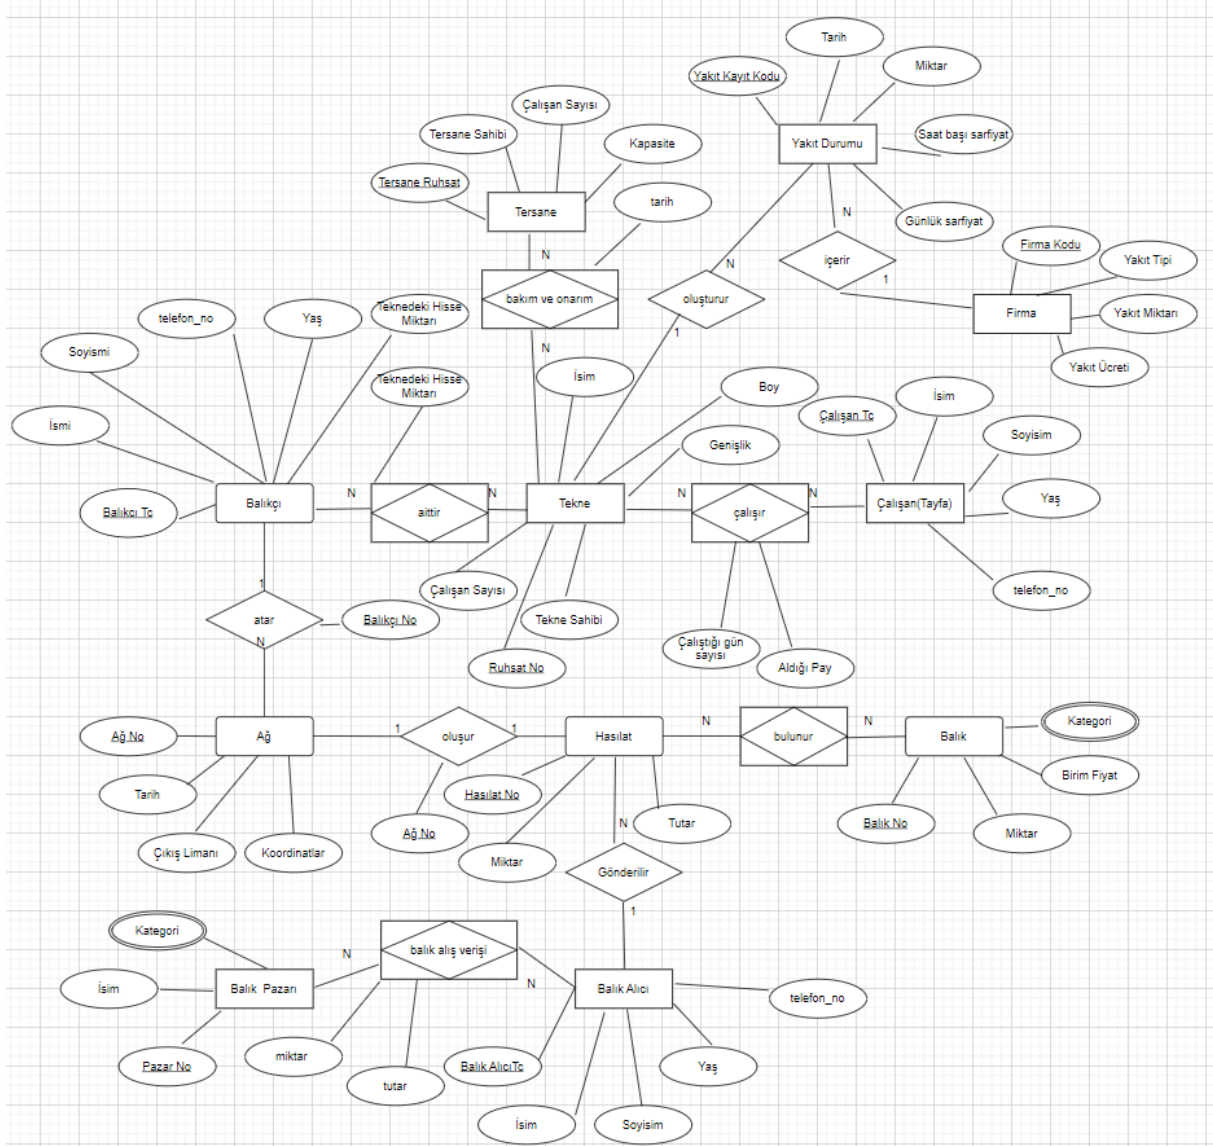 Tarih
Yakıt Kayıt Kodu
Miktar
Çalışan Sayısı
Tersane Sahibi
Kapasite
Yakıt Durumu
Saat başı sarfiyat
Tersane Ruhsat
Tersane
tarih
N
Günlük sarfiyat
Firma Kodu
N
içerir
Yakıt Tipi
N
1
bakım ve onarım
oluşturur
Firma
Yakıt Miktarı
telefon_no
Yaş
Teknedeki Hisse
Miktarı
1
N
Yakıt Ücreti
Soyismi
Teknedeki Hisse
Miktarı
İsim
Boy
İsim
Çalışan Tc
İsmi
Genişlik
Soyisim
Balıkçı
N
N
N
N
Balıkcı Tc
aittir
Tekne
çalışır
Çalışan(Tayfa)
Yaş
1
Çalışan Sayısı
telefon_no
atar
Balıkçı No
Tekne Sahibi
N
Çalıştığı gün
sayısı
Ruhsat No
Aldığı Pay
Ağ No
Ağ
1
oluşur
1
Hasılat
N
bulunur
N
Balık
Kategori
Tarih
Hasılat No
Birim Fiyat
Çıkış Limanı
Koordinatlar
Ağ No
Miktar
N
Tutar
Balık No
Miktar
Gönderilir
1
Kategori
N
balık alış verişi
N
İsim
Balık Pazarı
Balık Alıcı
telefon_no
Pazar No
miktar
tutar
Balık AlıcıTc
Yaş
İsim
Soyisim